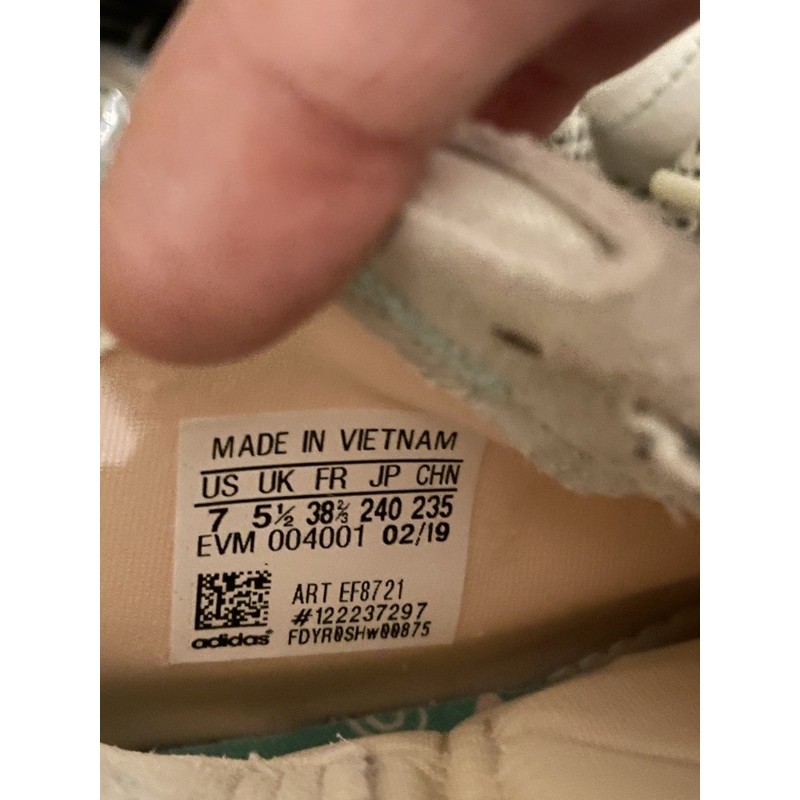 MADE IN VIETNAM
US UK FR JP CHN
7 5½ 38⅔ 240 235
EVM 004001 02/19
ART EF8721
#122237297
adidas FDYR0SHW00875